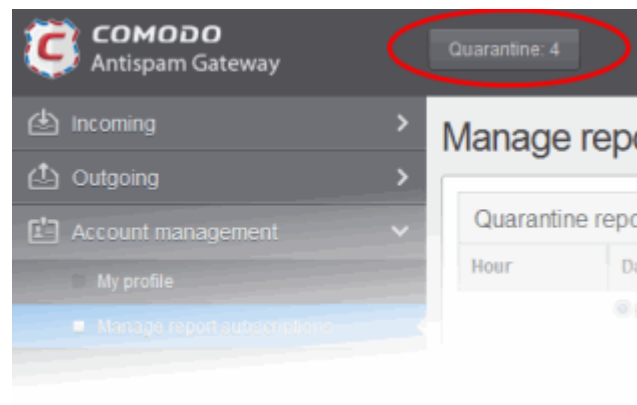 COMODO
Antispam Gateway
Quarantine: 4
Incoming
Outgoing
Account management
My profile
Manage report subscriptions
Manage repo
Quarantine repo
Hour
Da